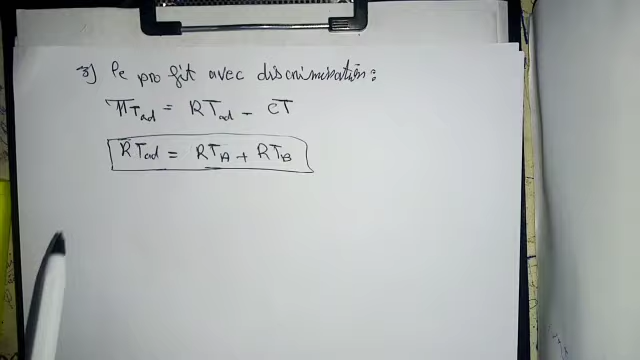 3) Le profit avec discrimination :
πT_ad = RT_ad - CT
RT_ad = RT_A + RT_B